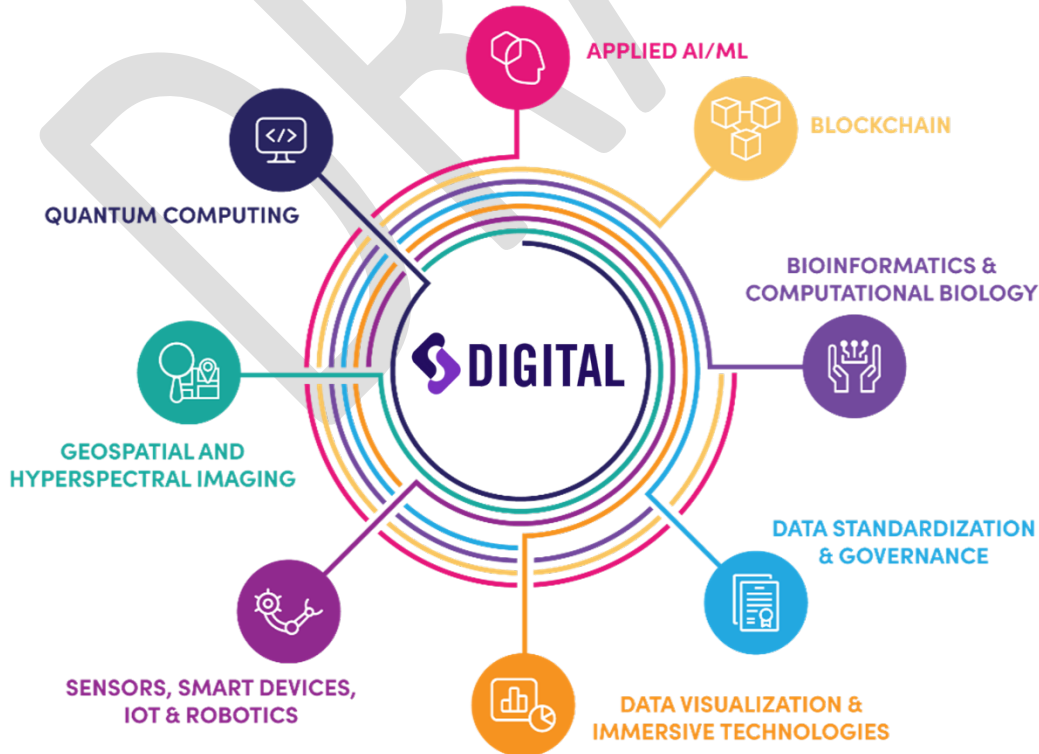 APPLIED AI/ML
BLOCKCHAIN
</>
QUANTUM COMPUTING
BIOINFORMATICS &
COMPUTATIONAL BIOLOGY
DIGITAL
GEOSPATIAL AND
HYPERSPECTRAL IMAGING
DATA STANDARDIZATION
& GOVERNANCE
SENSORS, SMART DEVICES,
IOT & ROBOTICS
DATA VISUALIZATION &
IMMERSIVE TECHNOLOGIES